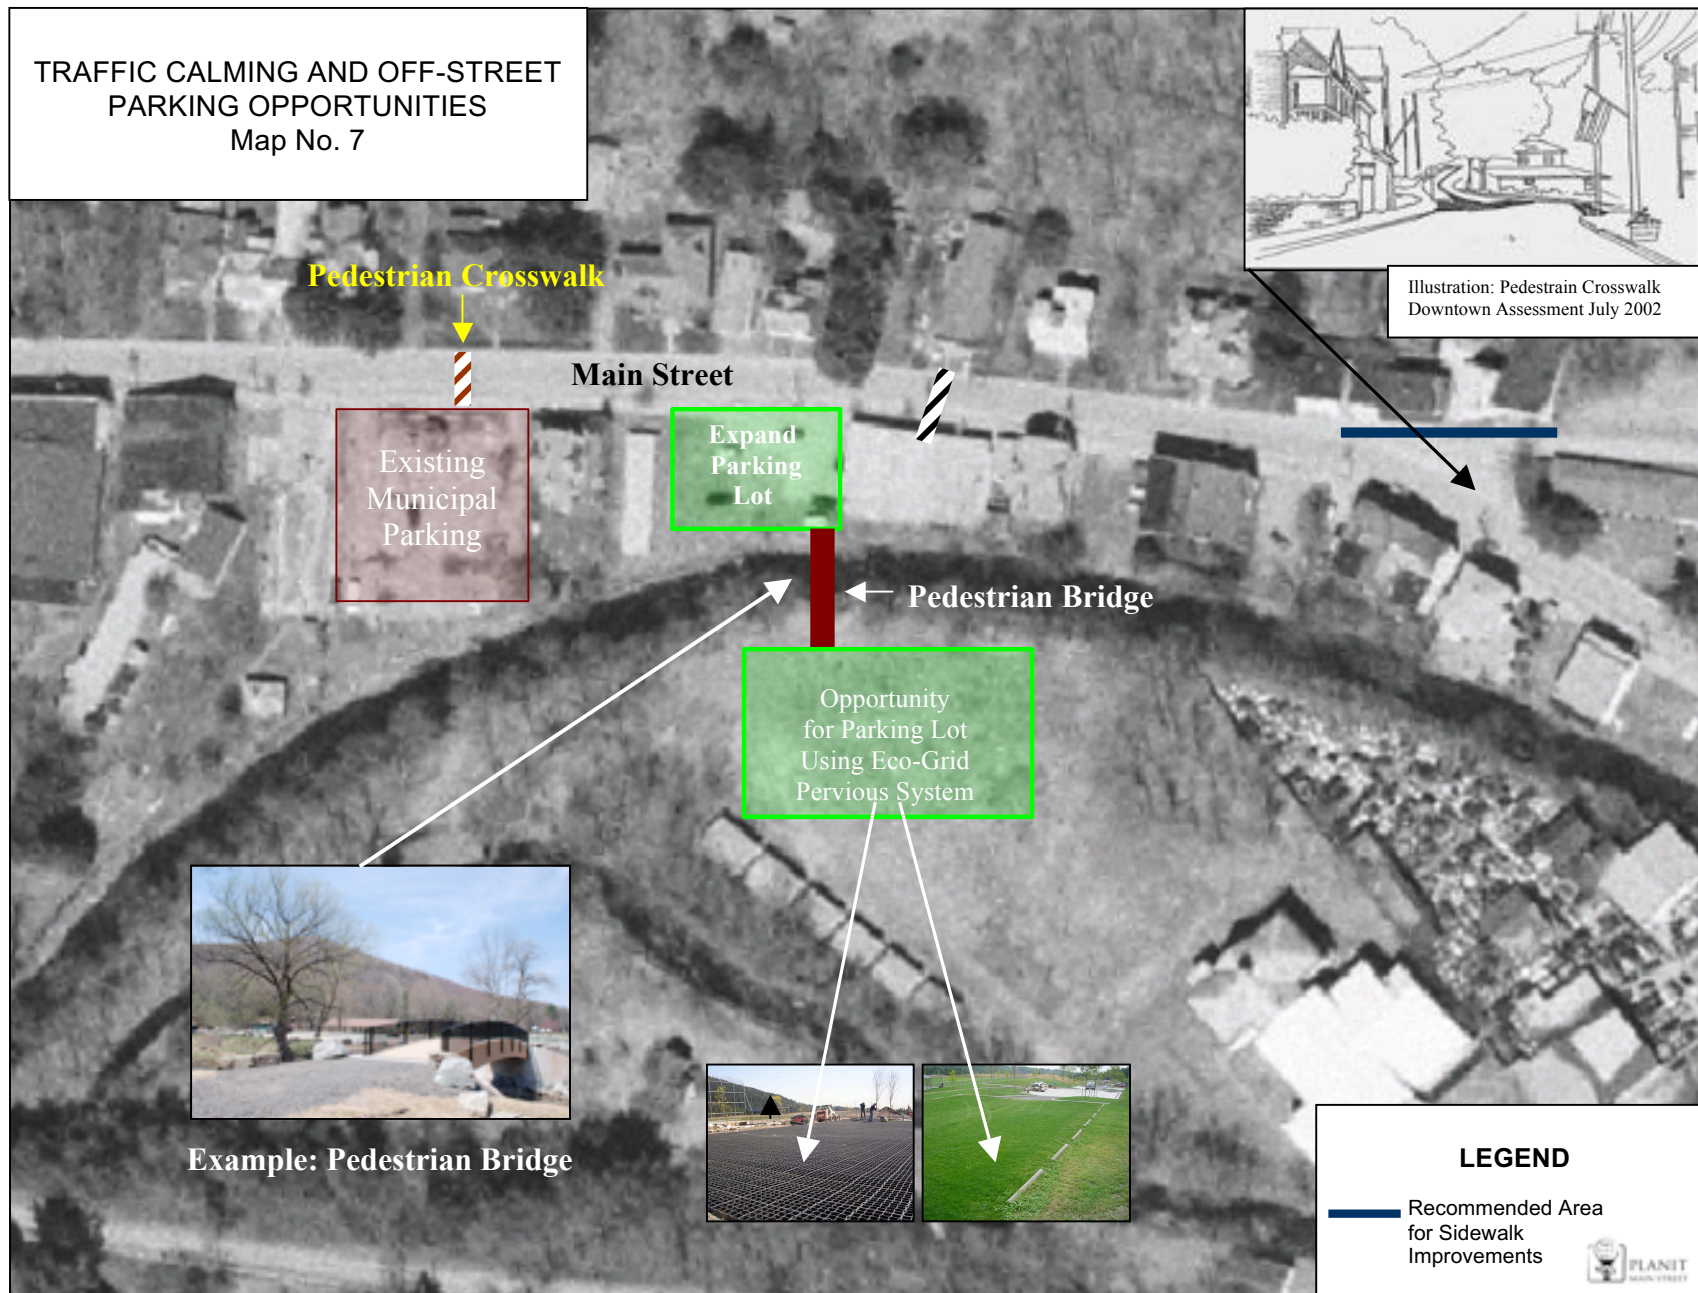 TRAFFIC CALMING AND OFF-STREET
PARKING OPPORTUNITIES
Map No. 7
Illustration: Pedestrain Crosswalk
Downtown Assessment July 2002
Pedestrian Crosswalk
Main Street
Existing
Municipal
Parking
Expand
Parking
Lot
Pedestrian Bridge
Opportunity
for Parking Lot
Using Eco-Grid
Pervious System
Example: Pedestrian Bridge
LEGEND
Recommended Area
for Sidewalk
Improvements
PLANIT
MAIN STREET